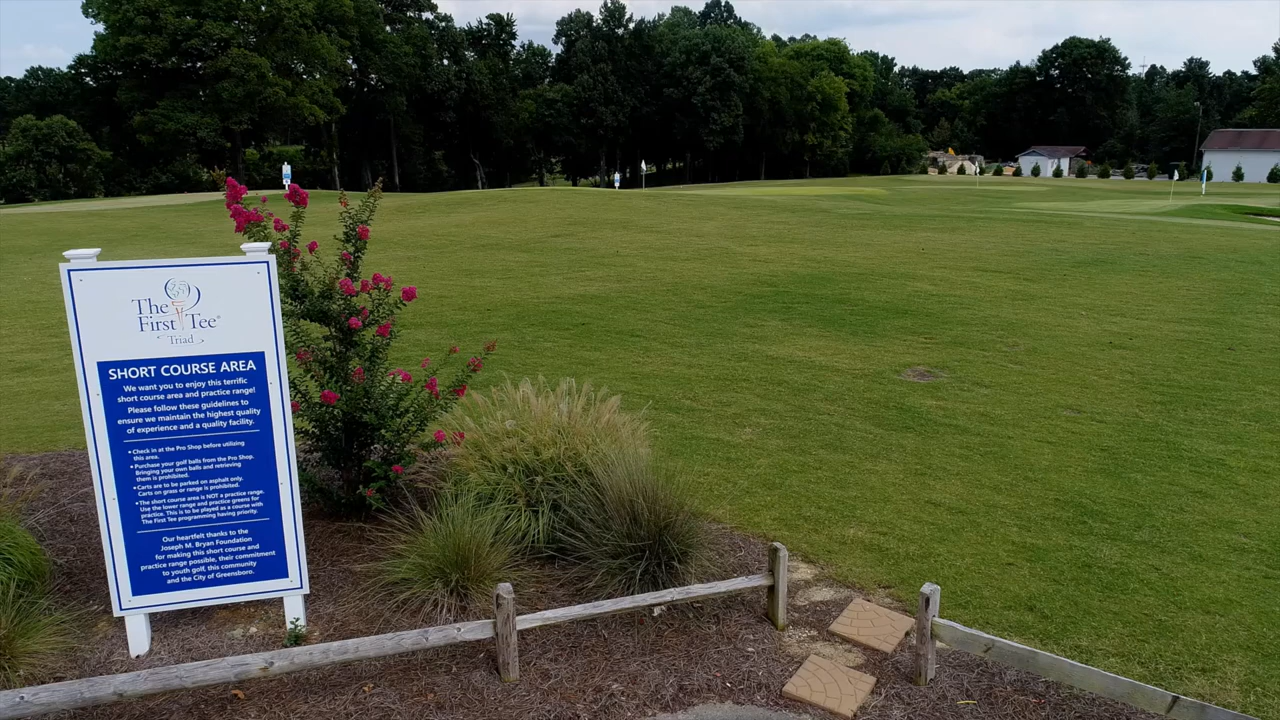 The
First Tee®
Triad
SHORT COURSE AREA
We want you to enjoy this terrific
short course area and practice range!
Please follow these guidelines to
ensure we maintain the highest quality
of experience and a quality facility.
• Check in at the Pro Shop before utilizing
this area.
• Purchase your golf balls from the Pro Shop.
Bringing your own balls and retrieving
them is prohibited.
• Carts are to be parked on asphalt only.
Carts on grass or range is prohibited.
• The short course area is NOT a practice range.
Use the lower range and practice greens for
practice. This is to be played as a course with
The First Tee programming having priority.
Our heartfelt thanks to the
Joseph M. Bryan Foundation
for making this short course and
practice range possible, their commitment
to youth golf, this community
and the City of Greensboro.